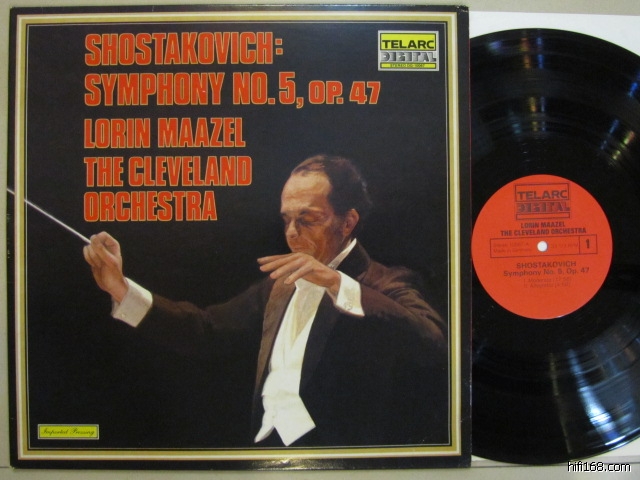 SHOSTAKOVICH:
SYMPHONY NO. 5, OP. 47
LORIN MAAZEL
THE CLEVELAND
ORCHESTRA
TELARC
DIGITAL
Imported Pressing
TELARC
DIGITAL
LORIN MAAZEL
THE CLEVELAND ORCHESTRA
1
SHOSTAKOVICH
Symphony No. 5, Op. 47
hifi168.com